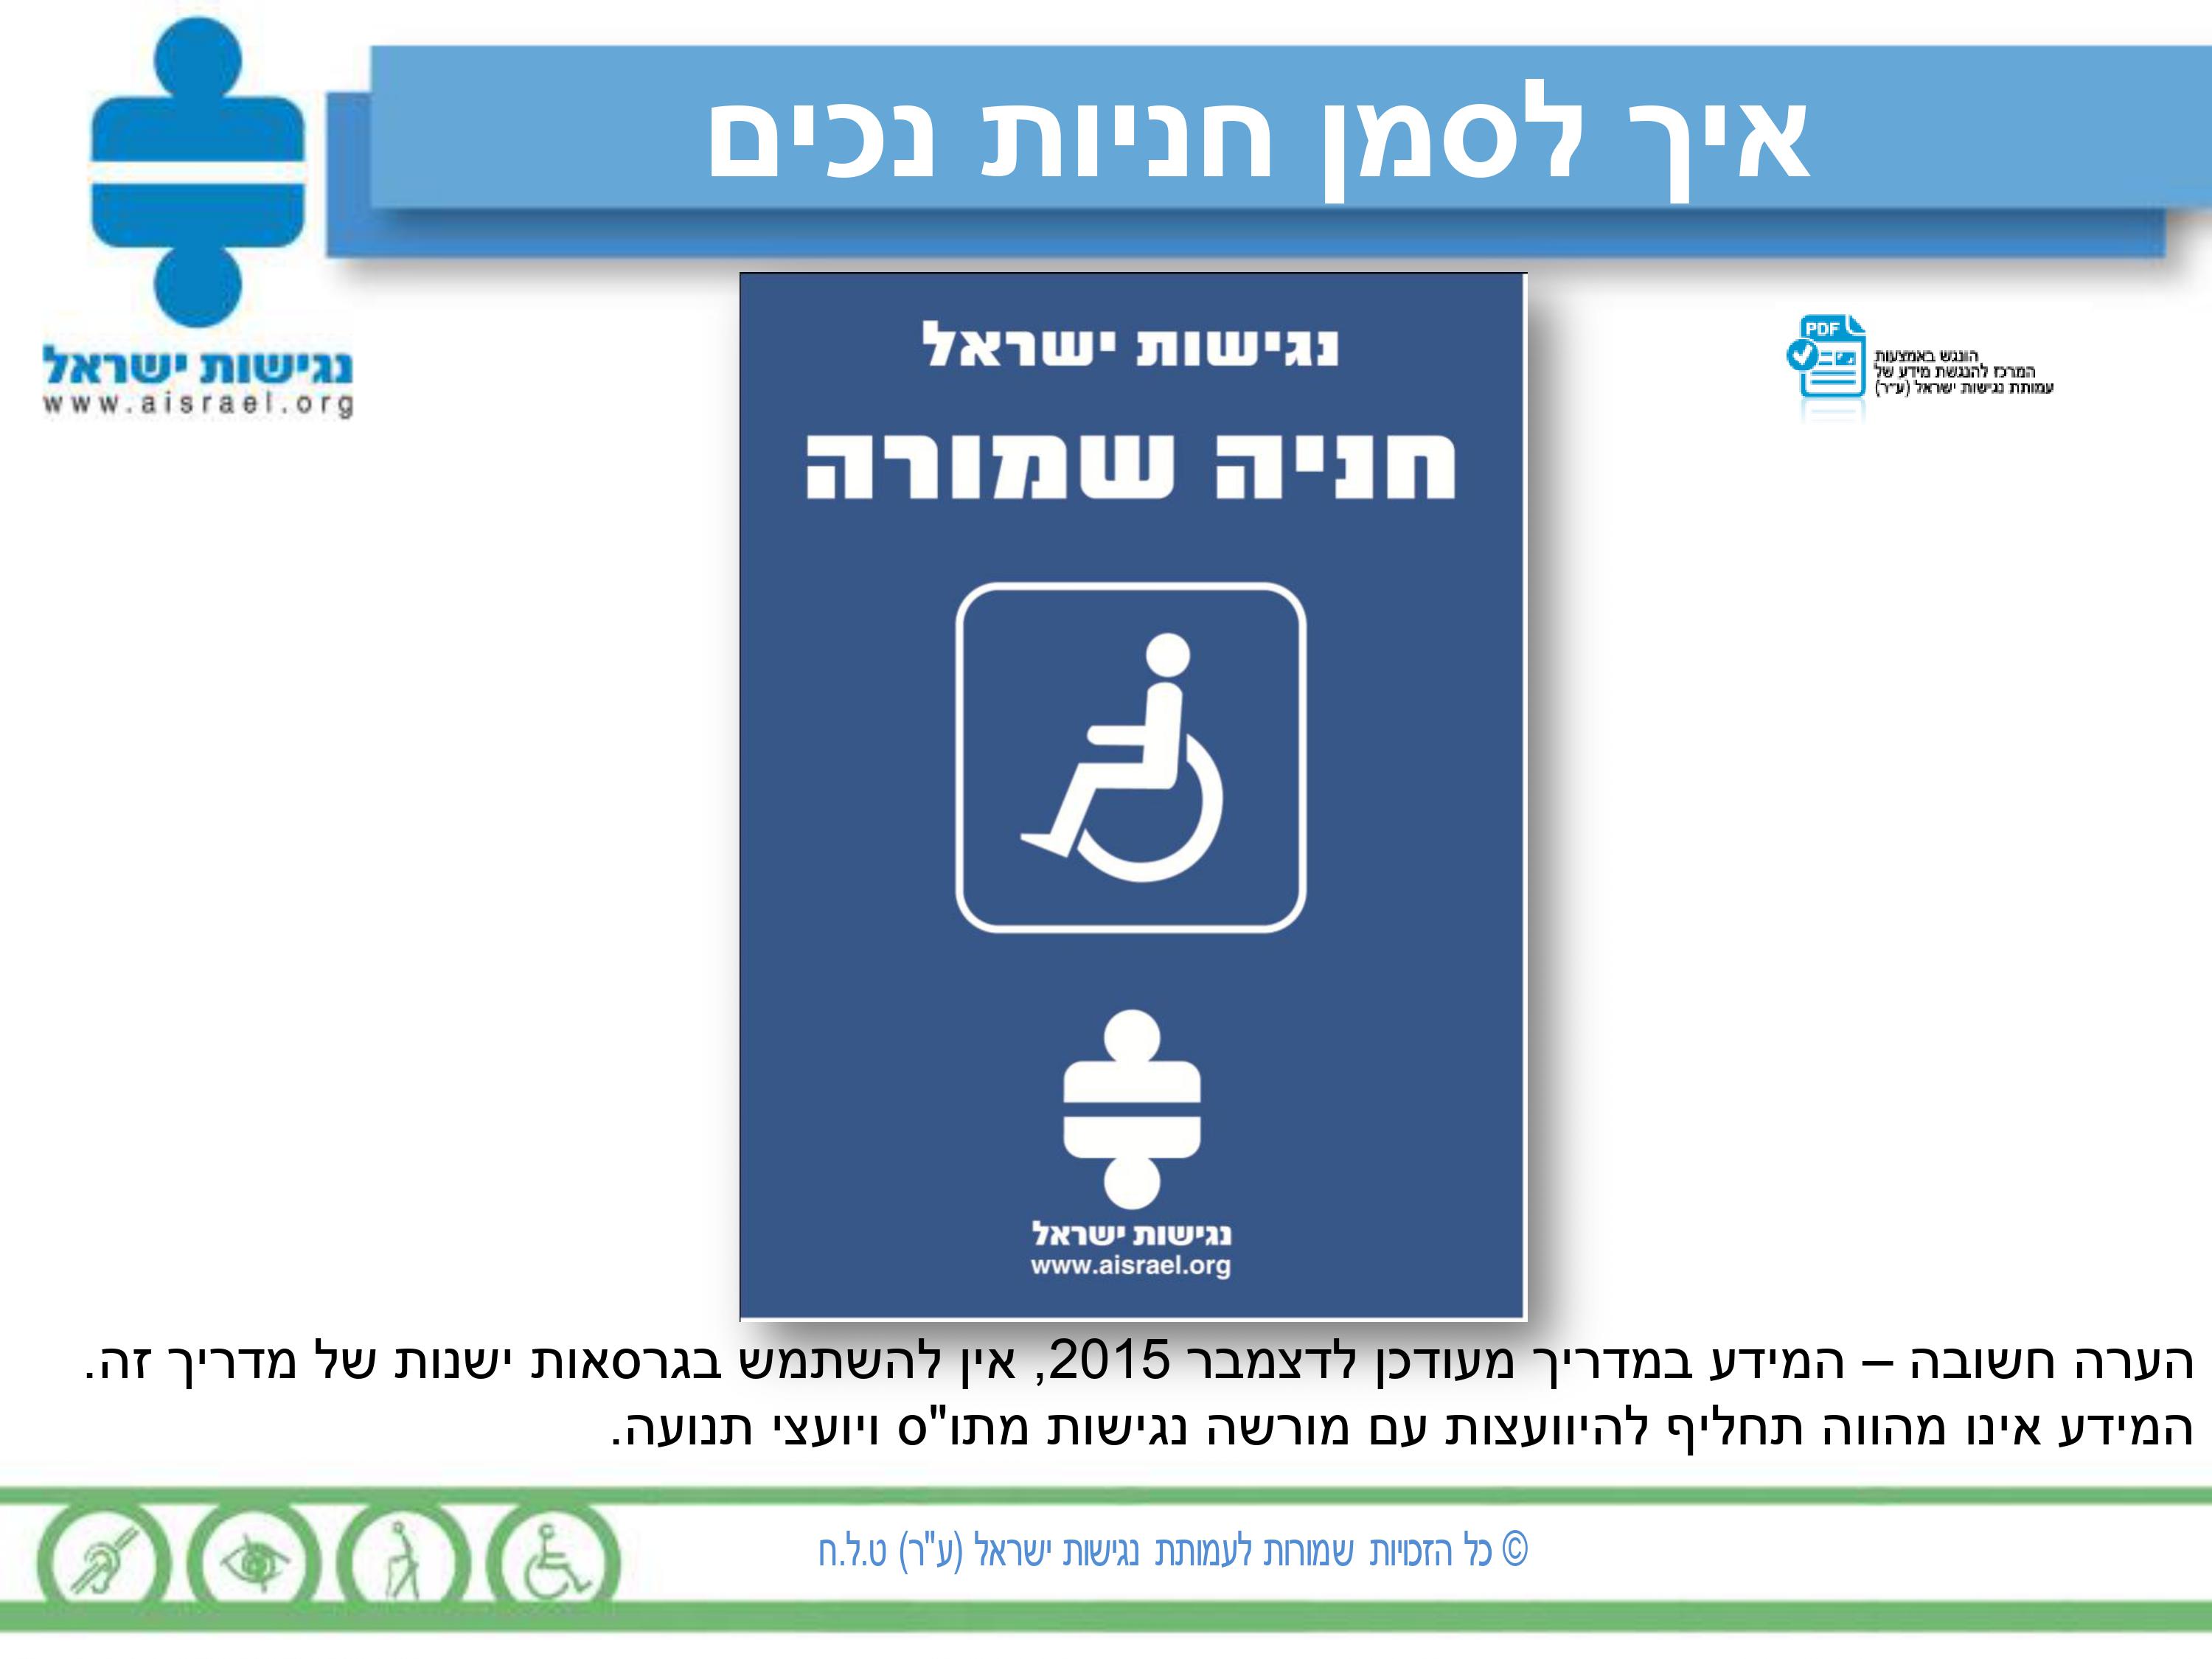 איך לסמן חניות נכים
נגישות ישראל
www.aisrael.org
PDF
הונגש באמצעות
המרכז להנגשת מידע של
עמותת נגישות ישראל (ע״ר)
נגישות ישראל
חניה שמורה
נגישות ישראל
www.aisrael.org
הערה חשובה – המידע במדריך מעודכן לדצמבר 2015, אין להשתמש בגרסאות ישנות של מדריך זה.
המידע אינו מהווה תחליף להיוועצות עם מורשה נגישות מתו"ס ויועצי תנועה.
© כל הזכויות שמורות לעמותת נגישות ישראל (ע"ר) ט.ל.ח